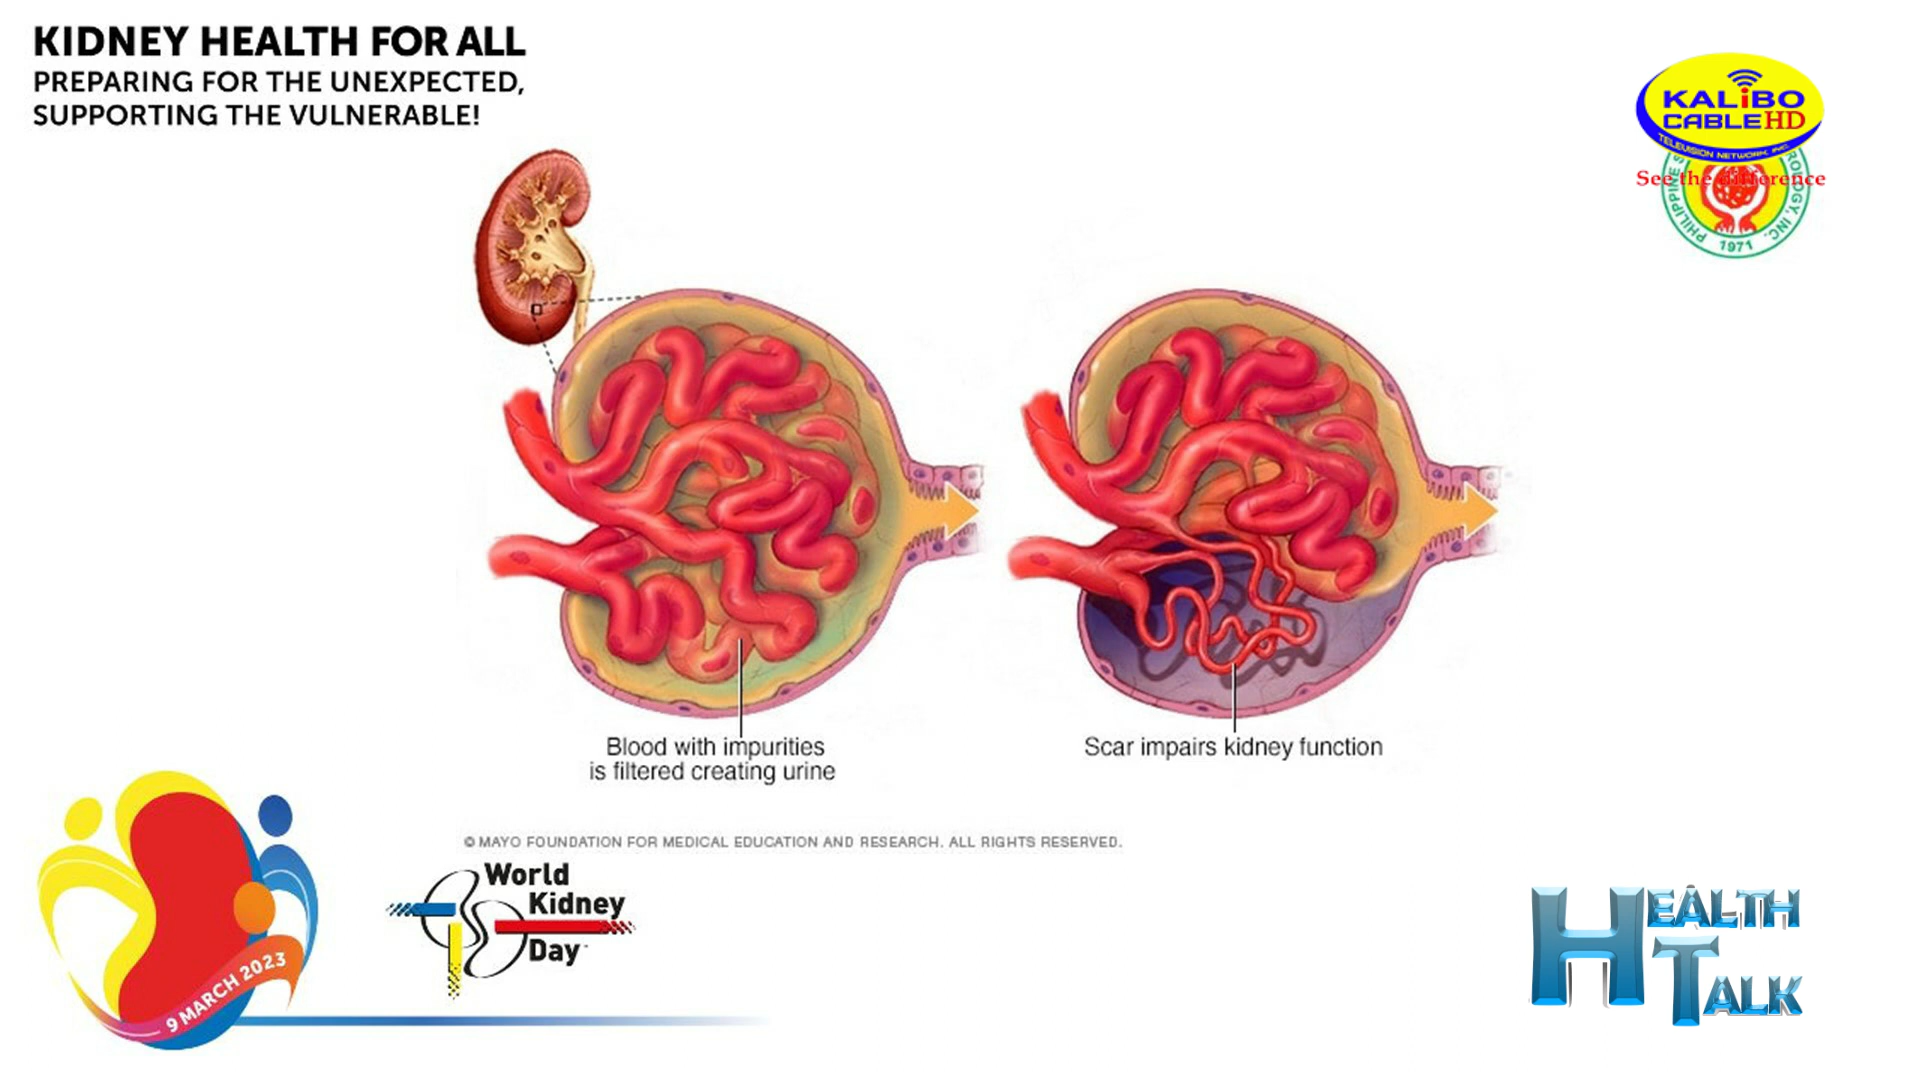 KIDNEY HEALTH FOR ALL
PREPARING FOR THE UNEXPECTED,
SUPPORTING THE VULNERABLE!
KALiBO
CABLEHD
TELEVISION NETWORK, INC.
See the difference
PHILIPPINE
INC.
1971
Blood with impurities
is filtered creating urine
Scar impairs kidney function
© MAYO FOUNDATION FOR MEDICAL EDUCATION AND RESEARCH. ALL RIGHTS RESERVED.
World
Kidney
Day
9 MARCH 2023
HEALTH
TALK